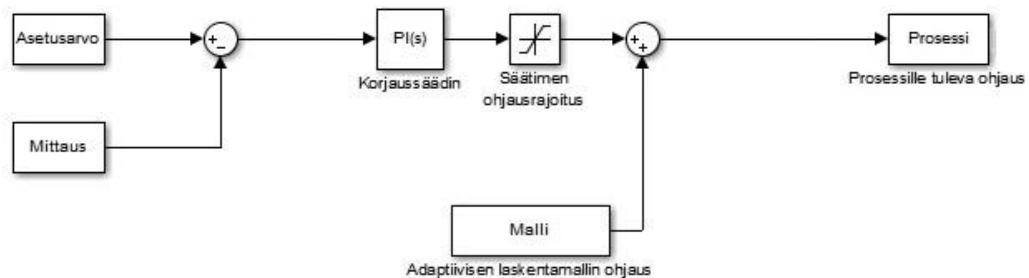 Asetusarvo
PI(s)
Prosessi
Korjaussäädin
Säätimen
ohjausrajoitus
Prosessille tuleva ohjaus
Mittaus
Malli
Adaptiivisen laskentamallin ohjaus